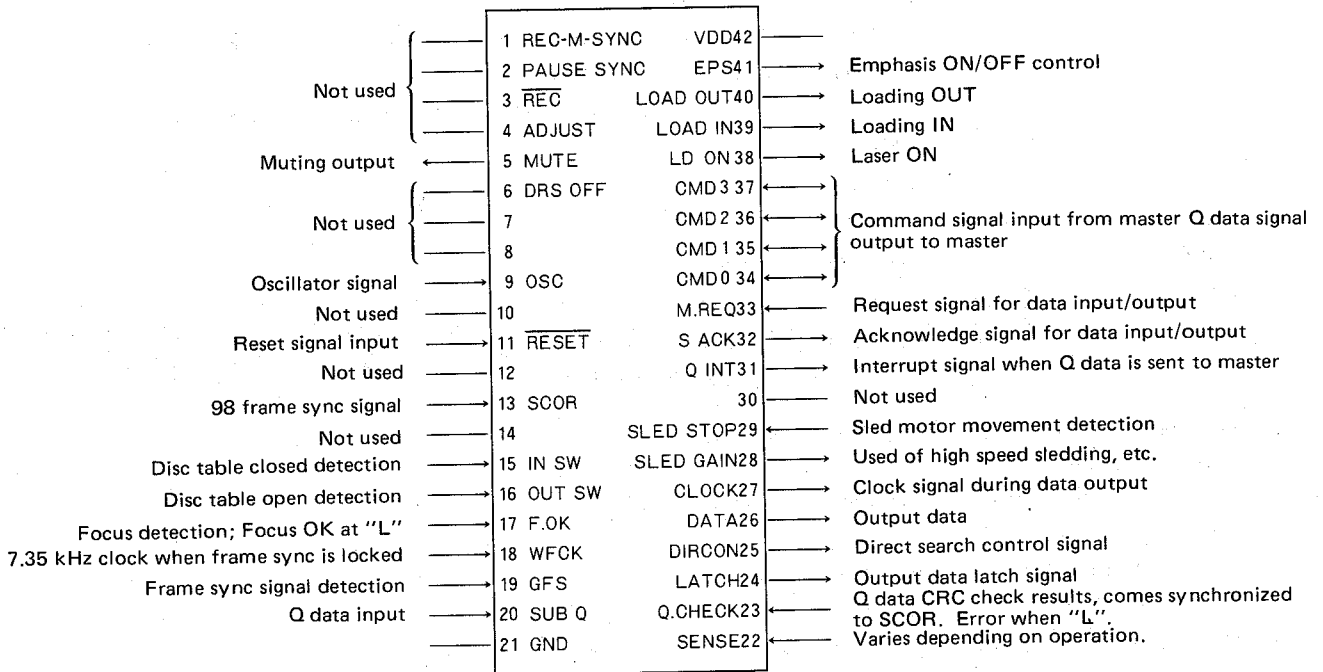 1 REC-M-SYNC VDD42
2 PAUSE SYNC EPS41 Emphasis ON/OFF control
Not used
3 REC LOAD OUT40 Loading OUT
4 ADJUST LOAD IN39 Loading IN
Muting output 5 MUTE LD ON38 Laser ON
6 DRS OFF CMD3 37
Not used 7 CMD2 36 Command signal input from master Q data signal
8 CMD1 35 output to master
Oscillator signal 9 OSC CMD0 34
Not used 10 M.REQ33 Request signal for data input/output
Reset signal input 11 RESET S ACK32 Acknowledge signal for data input/output
Not used 12 Q INT31 Interrupt signal when Q data is sent to master
98 frame sync signal 13 SCOR 30 Not used
Not used 14 SLED STOP29 Sled motor movement detection
Disc table closed detection 15 IN SW SLED GAIN28 Used of high speed sledding, etc.
Disc table open detection 16 OUT SW CLOCK27 Clock signal during data output
Focus detection; Focus OK at "L" 17 F.OK DATA26 Output data
7.35 kHz clock when frame sync is locked 18 WFCK DIRCON25 Direct search control signal
Frame sync signal detection 19 GFS LATCH24 Output data latch signal
Q data input 20 SUB Q Q.CHECK23 Q data CRC check results, comes synchronized
to SCOR. Error when "L".
21 GND SENSE22 Varies depending on operation.